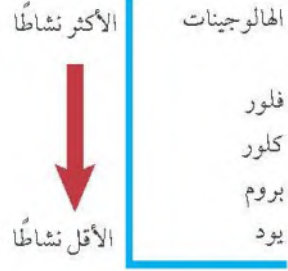 الهالوجينات
الأكثر نشاطًا
فلور
كلور
بروم
يود
الأقل نشاطًا